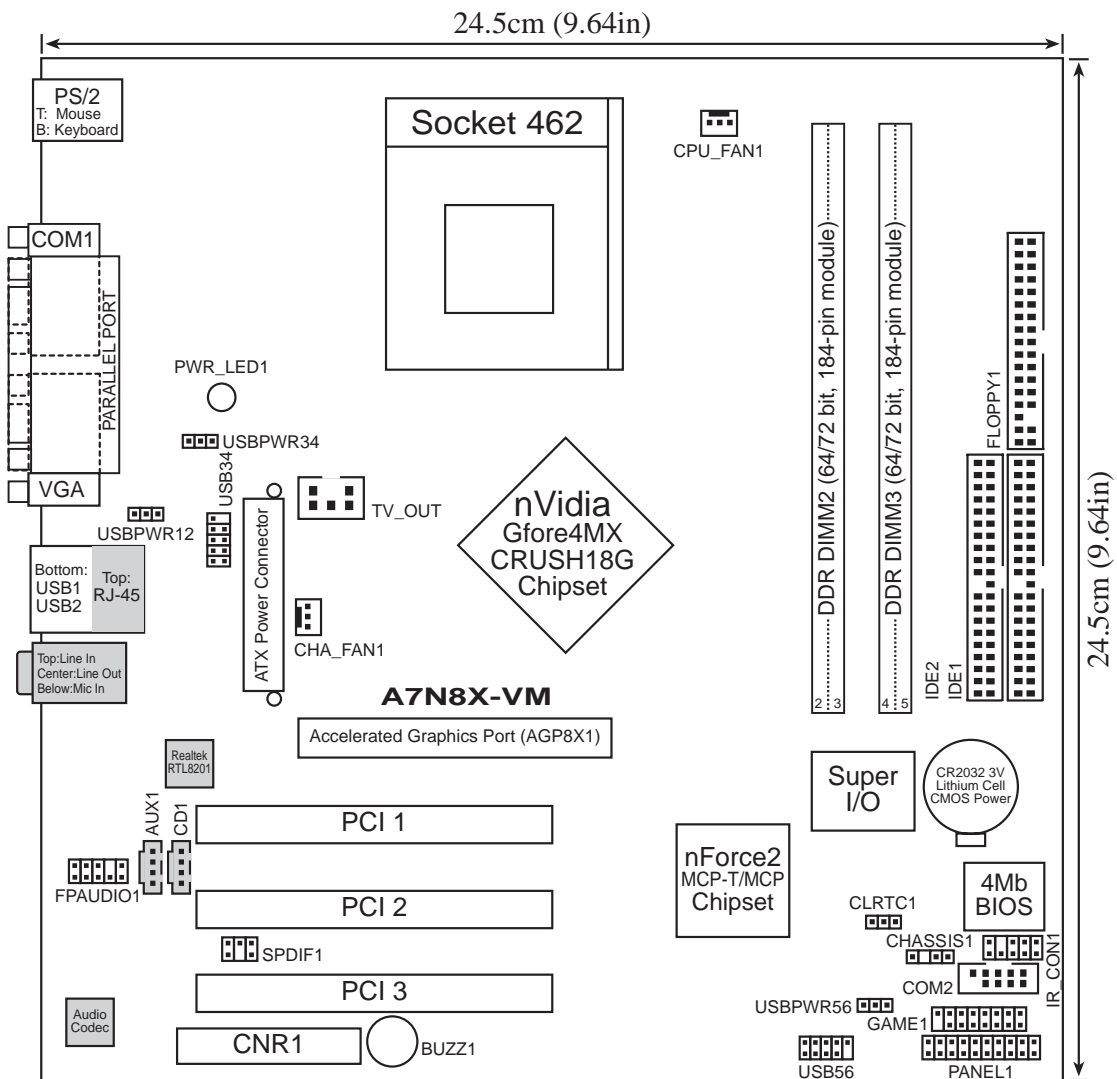 24.5cm (9.64in)
PS/2
T: Mouse
B: Keyboard
Socket 462
CPU_FAN1
COM1
PARALLEL PORT
VGA
PWR_LED1
USBPWR34
USB34
USBPWR12
Bottom:
USB1
USB2
Top:
RJ-45
Top:Line In
Center:Line Out
Below:Mic In
ATX Power Connector
TV_OUT
CHA_FAN1
nVidia
Gfore4MX
CRUSH18G
Chipset
DDR DIMM2 (64/72 bit, 184-pin module)
2 3
DDR DIMM3 (64/72 bit, 184-pin module)
4 5
FLOPPY1
IDE2
IDE1
24.5cm (9.64in)
A7N8X-VM
Accelerated Graphics Port (AGP8X1)
Realtek
RTL8201
AUX1
CD1
FPAUDIO1
PCI 1
PCI 2
SPDIF1
PCI 3
Audio
Codec
CNR1
BUZZ1
Super
I/O
CR2032 3V
Lithium Cell
CMOS Power
nForce2
MCP-T/MCP
Chipset
4Mb
BIOS
CLRTC1
CHASSIS1
COM2
IR_CON1
USBPWR56
GAME1
USB56
PANEL1